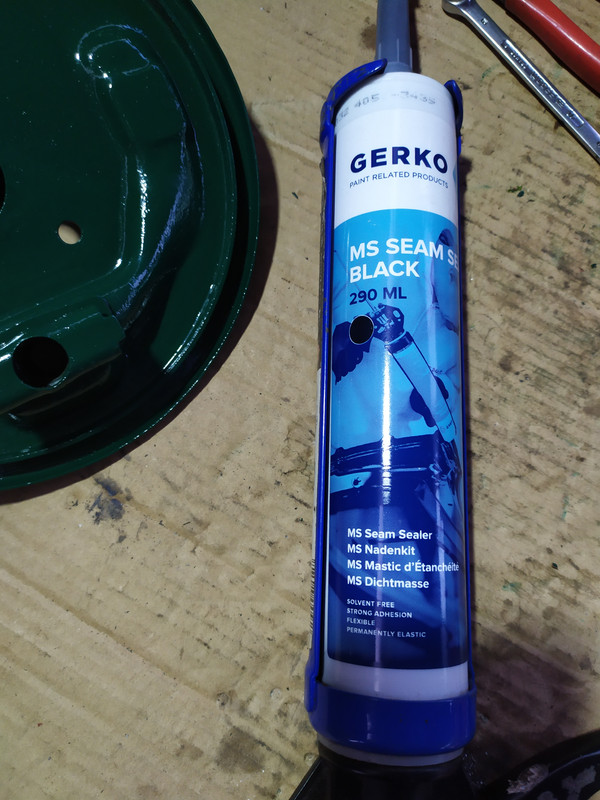 GERKO
PAINT RELATED PRODUCTS
MS SEAM
BLACK
290 ML
MS Seam Sealer
MS Nadenkit
MS Mastic d'Étanchéité
MS Dichtmasse
SOLVENT FREE
STRONG ADHESION
FLEXIBLE
PERMANENTLY ELASTIC